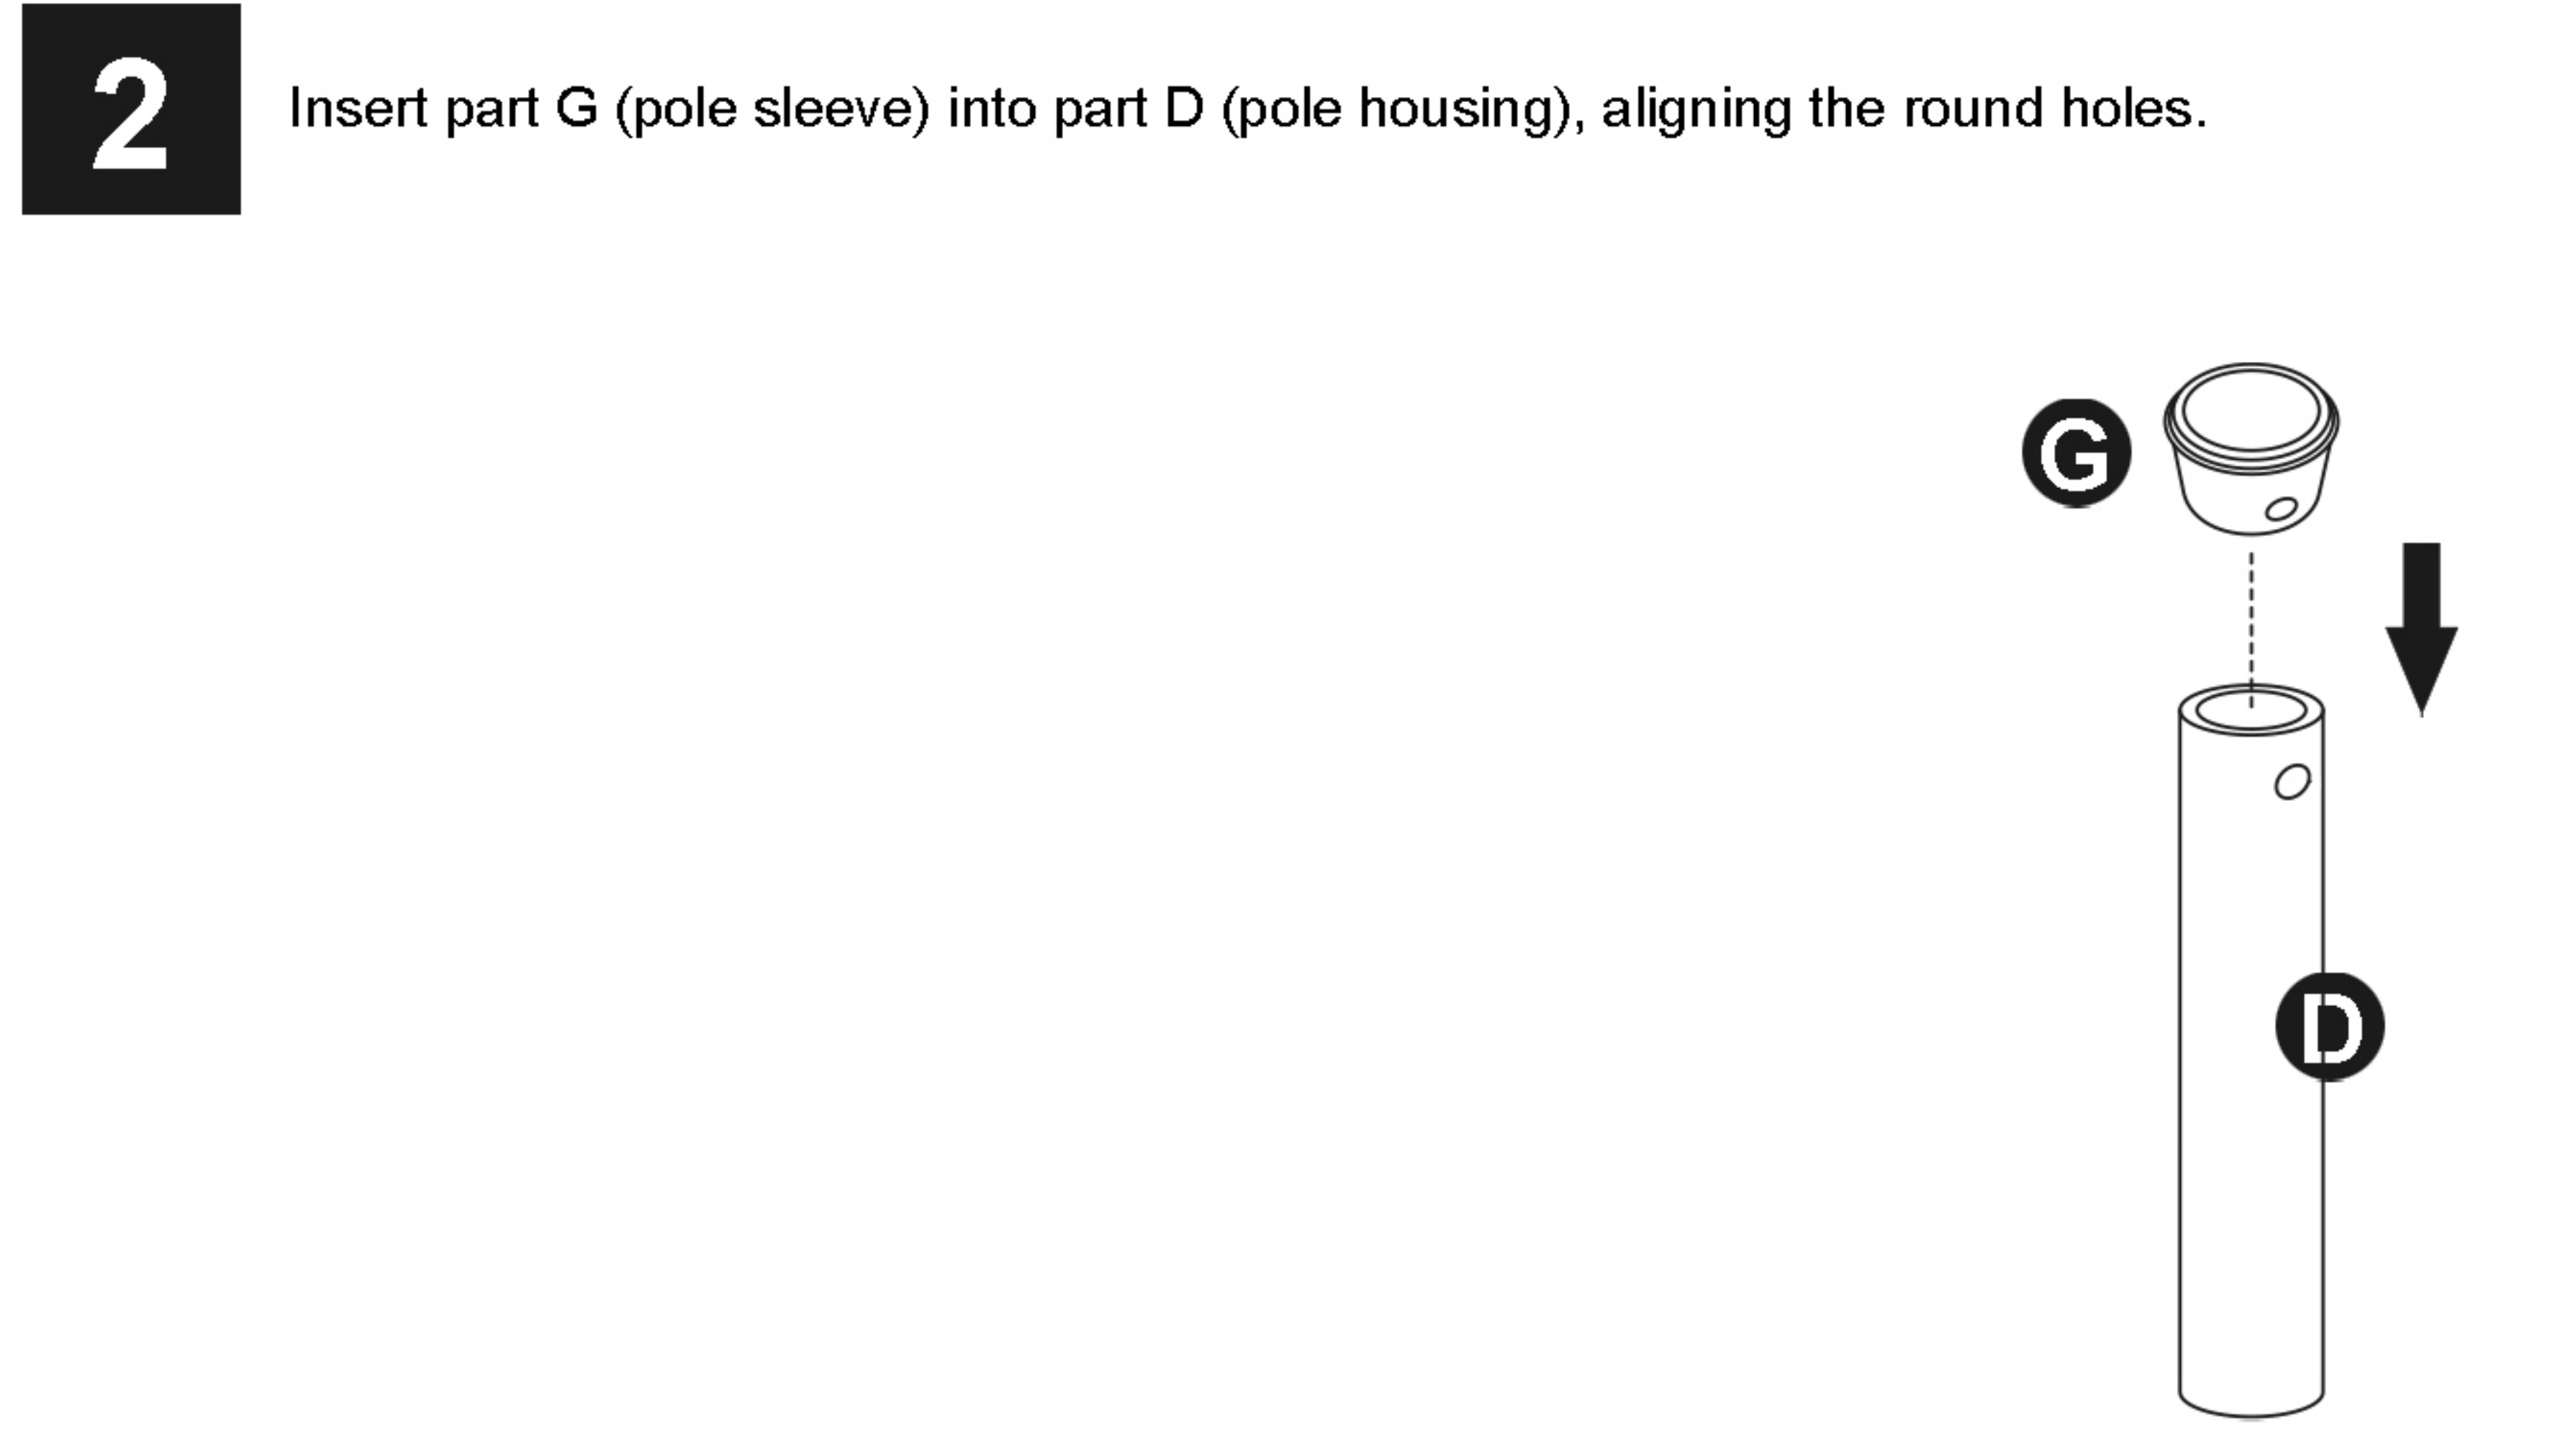 2
Insert part G (pole sleeve) into part D (pole housing), aligning the round holes.
G
D